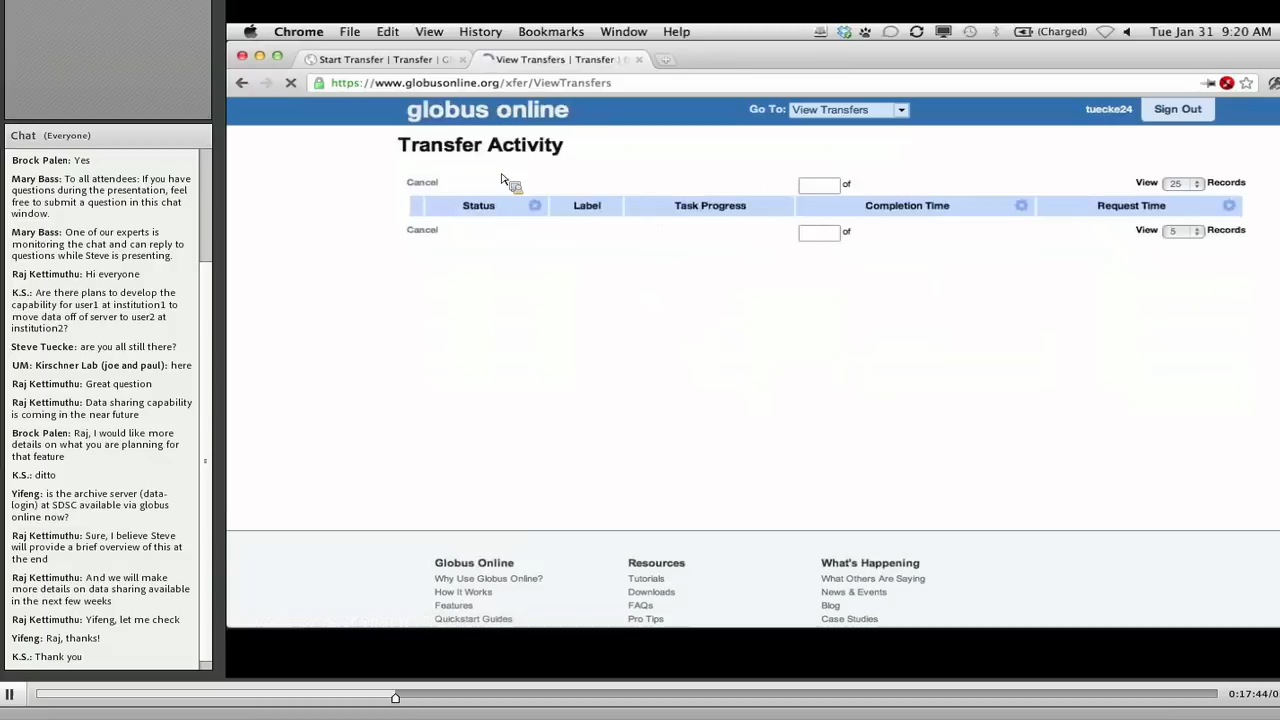 Chrome File Edit View History Bookmarks Window Help (Charged) Tue Jan 31 9:20 AM
Start Transfer | Transfer | G View Transfers | Transfer |
https://www.globusonline.org/xfer/ViewTransfers
globus online Go To: View Transfers tuecke24 Sign Out
Transfer Activity
Cancel of View 25 Records
Status Label Task Progress Completion Time Request Time
Cancel of View 5 Records
Globus Online Resources What's Happening
Why Use Globus Online? Tutorials What Others Are Saying
How It Works Downloads News & Events
Features FAQs Blog
Quickstart Guides Pro Tips Case Studies
Chat (Everyone)
Brock Palen: Yes
Mary Bass: To all attendees: If you have
questions during the presentation, feel
free to submit a question in this chat
window.
Mary Bass: One of our experts is
monitoring the chat and can reply to
questions while Steve is presenting.
Raj Kettimuthu: Hi everyone
K.S.: Are there plans to develop the
capability for user1 at institution1 to
move data off of server to user2 at
institution2?
Steve Tuecke: are you all still there?
UM: Kirschner Lab (joe and paul): here
Raj Kettimuthu: Great question
Raj Kettimuthu: Data sharing capability
is coming in the near future
Brock Palen: Raj, I would like more
details on what you are planning for
that feature
K.S.: ditto
Yifeng: is the archive server (data-
login) at SDSC available via globus
online now?
Raj Kettimuthu: Sure, I believe Steve
will provide a brief overview of this at
the end
Raj Kettimuthu: And we will make
more details on data sharing available
in the next few weeks
Raj Kettimuthu: Yifeng, let me check
Yifeng: Raj, thanks!
K.S.: Thank you
0:17:44/0